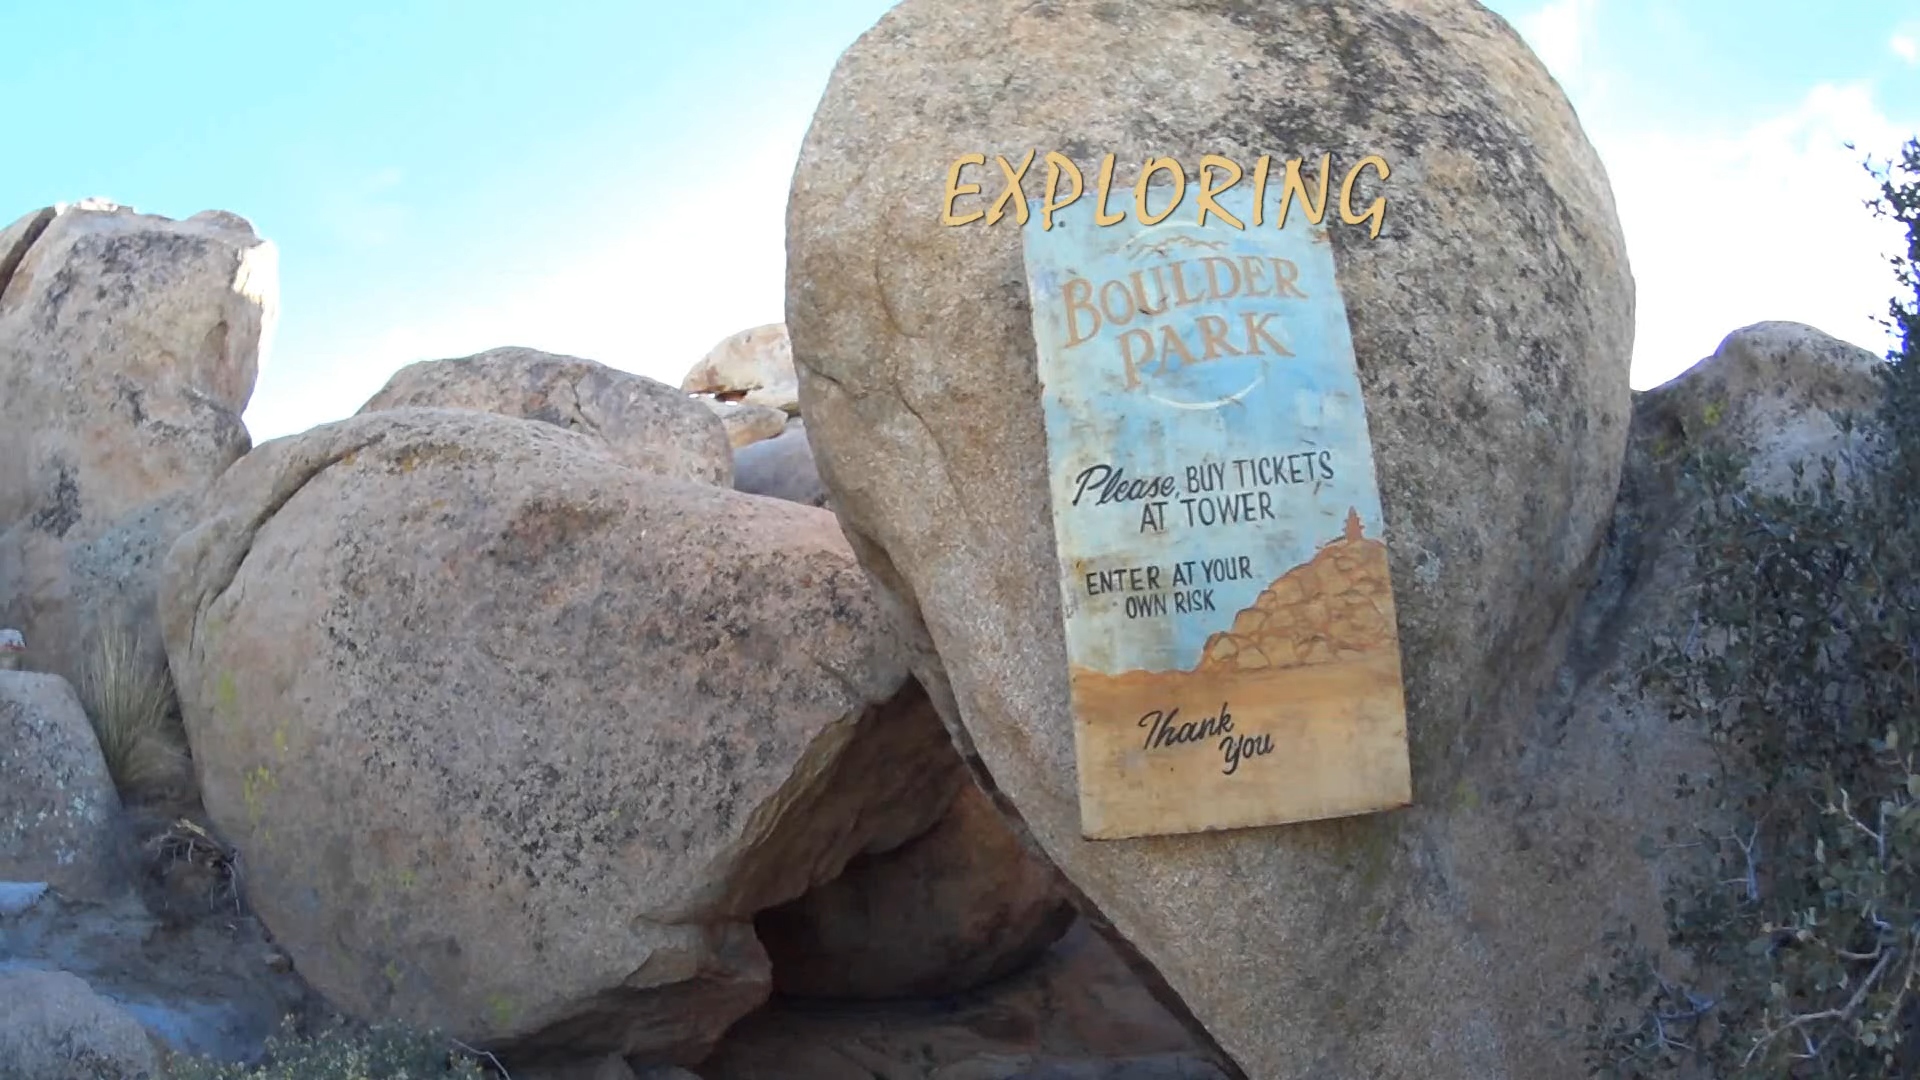 EXPLORING
BOULDER
PARK
Please, BUY TICKETS
AT TOWER
ENTER AT YOUR
OWN RISK
Thank
You